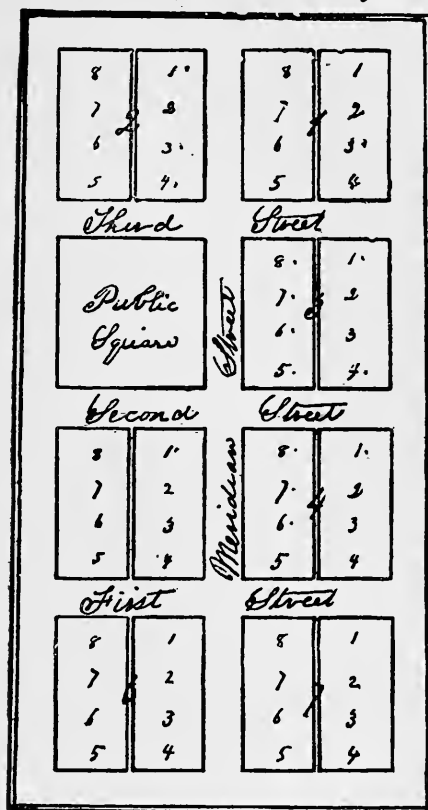 8 1. 8 1
7 2 2 7 1 2
6 3. 6 3.
5 4. 5 4
Third Street
8. 1.
Public 7. 3 2
Square 6. 3
5. 4.
Street
Second Street
8 1. 8. 1.
7 2 7. 4 2
6 3 6. 3
5 4 5 4
Meridian
First Street
8 1 8 1
7 2 7 2
6 3 6 7 3
5 4 5 4